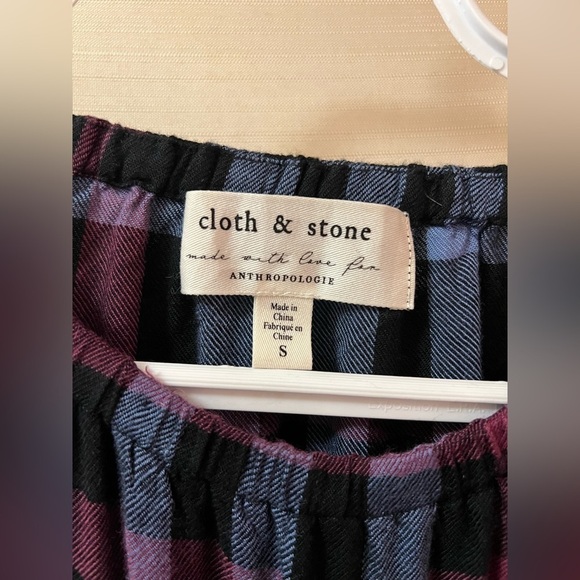 cloth & stone
made with love for
ANTHROPOLOGIE
Made in
China
Fabriqué en
Chine
S